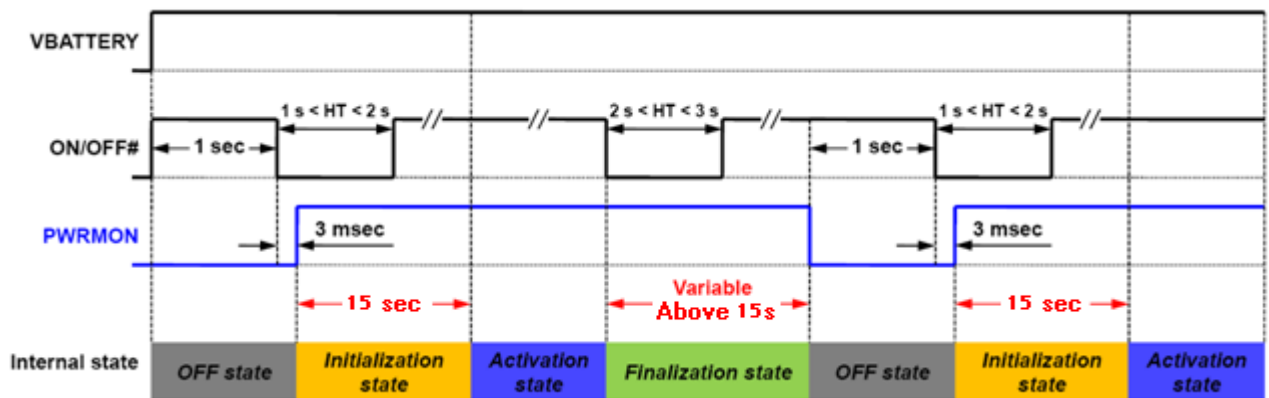 VBATTERY
1 s < HT < 2 s
2 s < HT < 3 s
1 s < HT < 2 s
ON/OFF#
1 sec
1 sec
PWRMON
3 msec
3 msec
15 sec
Variable
Above 15s
15 sec
Internal state
OFF state
Initialization
state
Activation
state
Finalization state
OFF state
Initialization
state
Activation
state